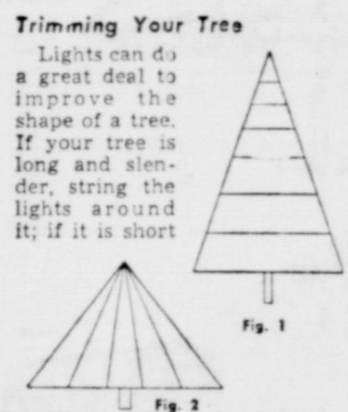 Trimming Your Tree
Lights can do
a great deal to
improve the
shape of a tree.
If your tree is
long and slen-
der, string the
lights around
it; if it is short
Fig. 1
Fig. 2